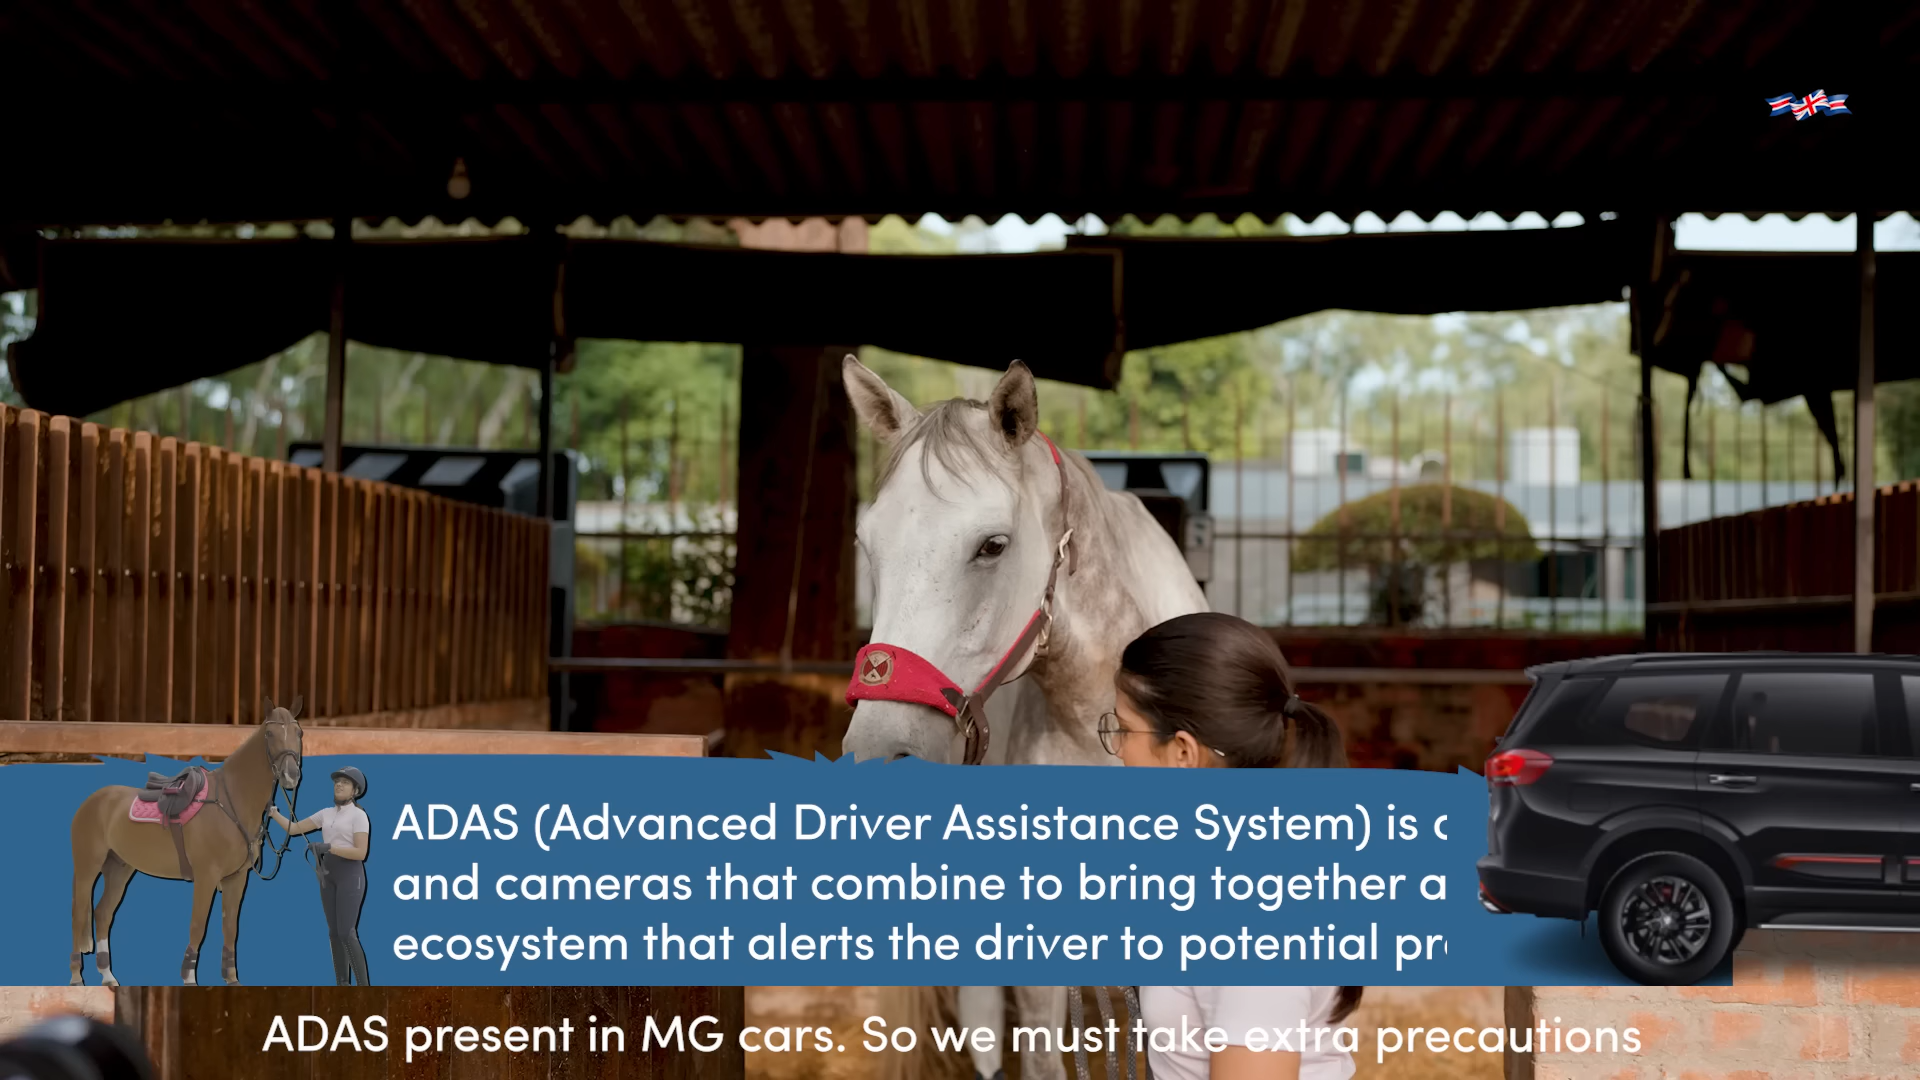 ADAS (Advanced Driver Assistance System) is
and cameras that combine to bring together a
ecosystem that alerts the driver to potential
ADAS present in MG cars. So we must take extra precautions